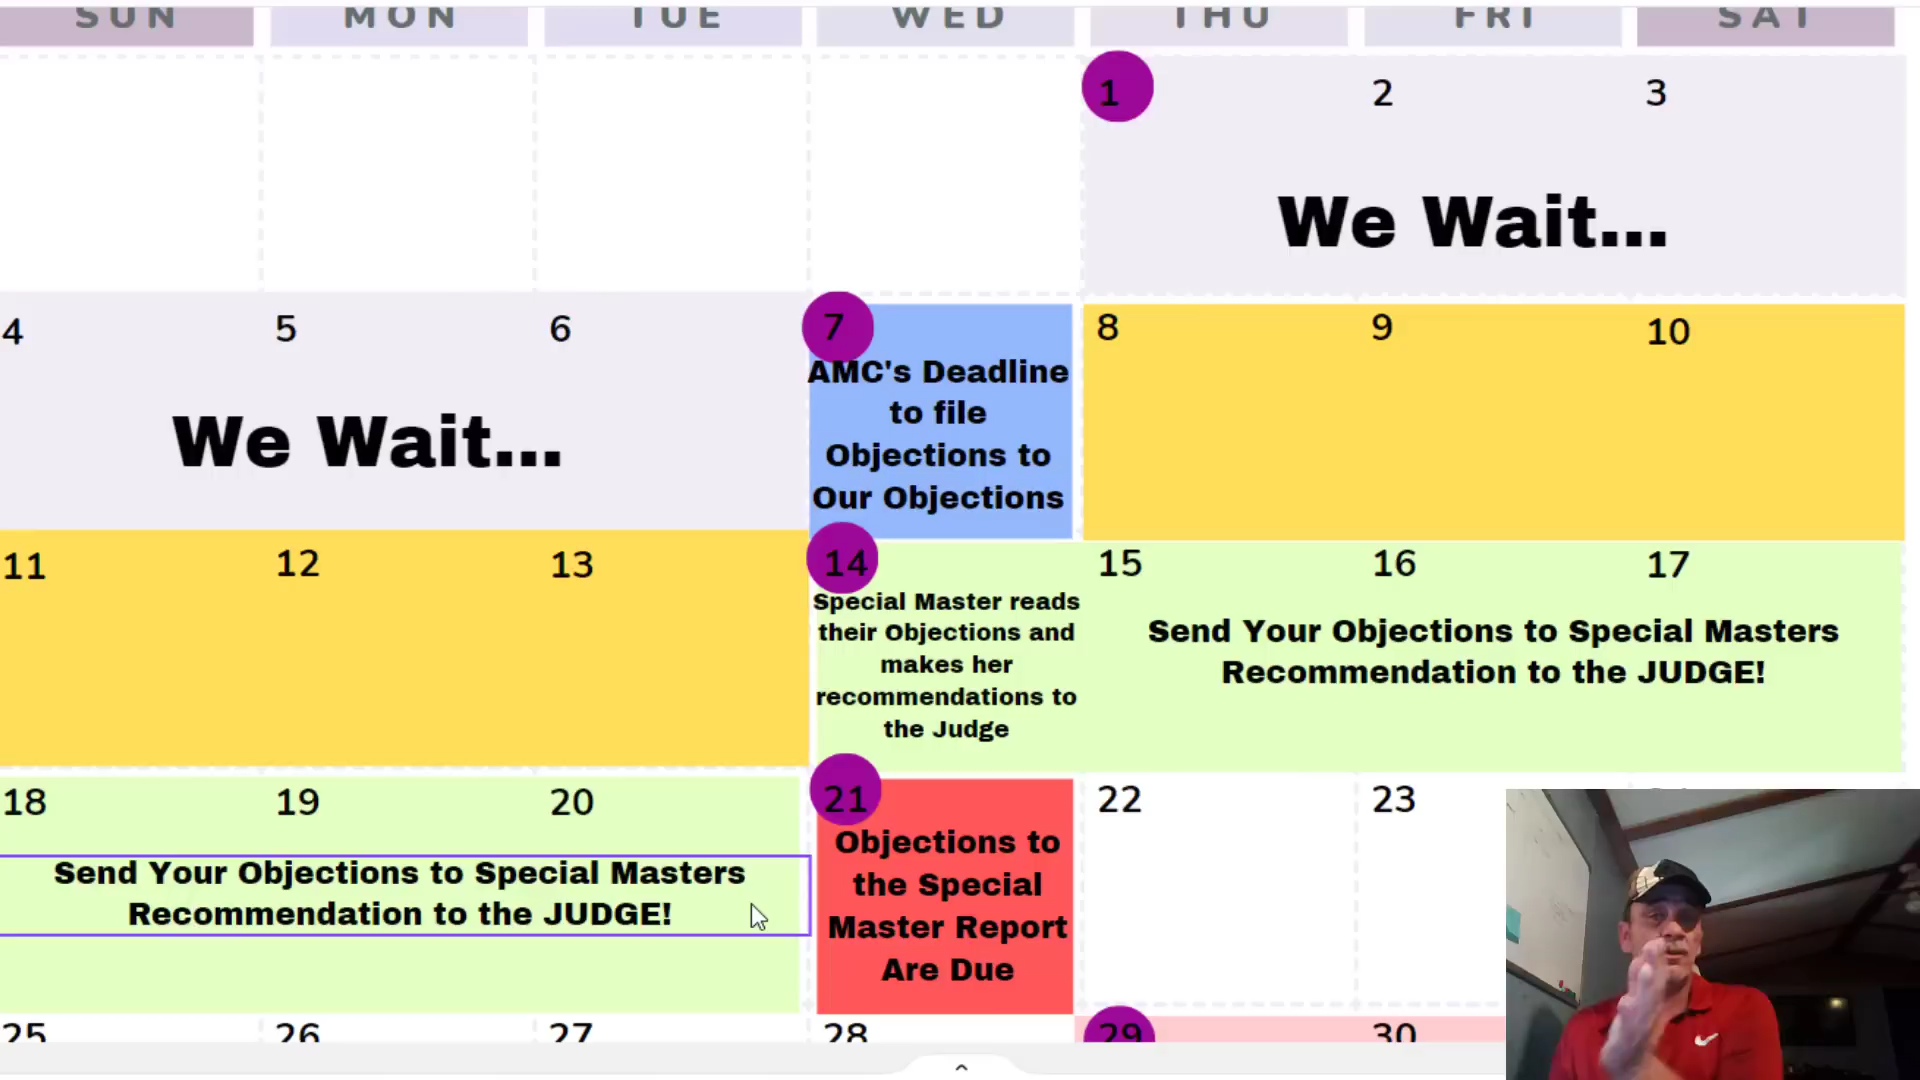 SUN MON TUE WED THU FRI SAT
1 2 3
We Wait...
4 5 6 7 8 9 10
We Wait...
AMC's Deadline
to file
Objections to
Our Objections
11 12 13 14 15 16 17
Special Master reads
their Objections and
makes her
recommendations to
the Judge
Send Your Objections to Special Masters
Recommendation to the JUDGE!
18 19 20 21 22 23
Send Your Objections to Special Masters
Recommendation to the JUDGE!
Objections to
the Special
Master Report
Are Due
25 26 27 28 29 30